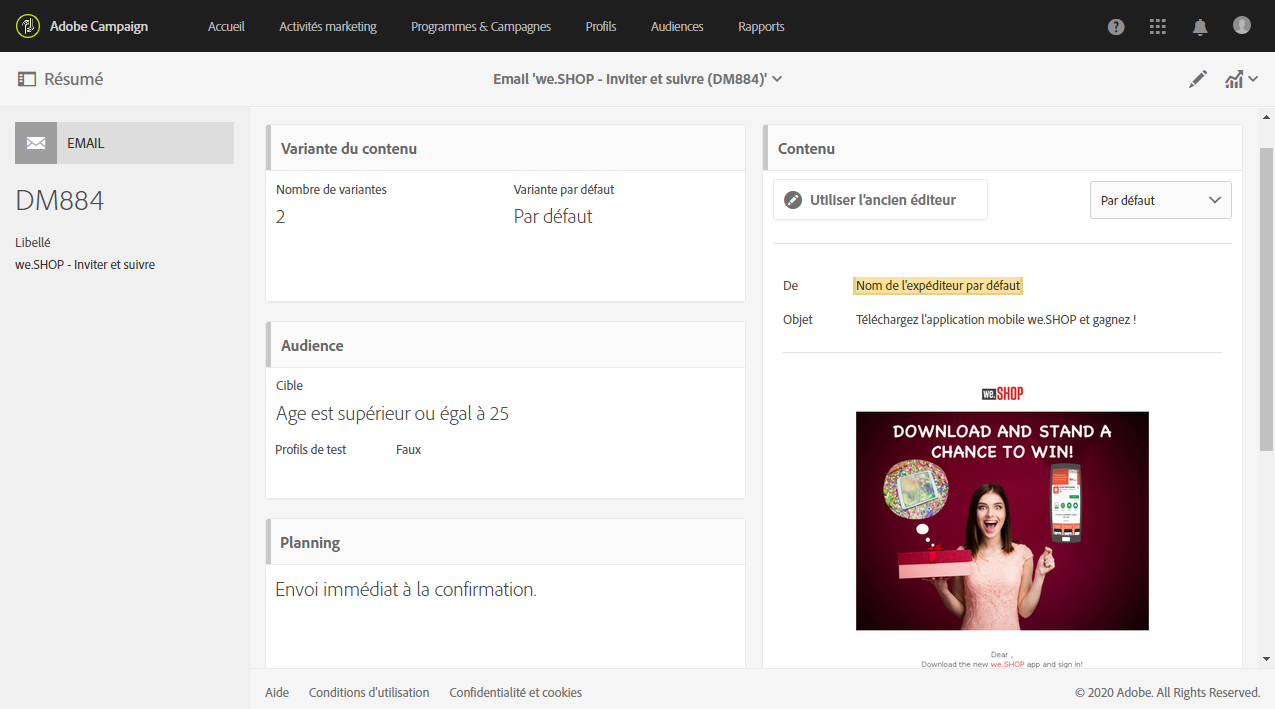 Adobe Campaign
Accueil
Activités marketing
Programmes & Campagnes
Profils
Audiences
Rapports
Résumé
Email 'we.SHOP - Inviter et suivre (DM884)'
EMAIL
DM884
Libellé
we.SHOP - Inviter et suivre
Variante du contenu
Nombre de variantes
Variante par défaut
2
Par défaut
Audience
Cible
Age est supérieur ou égal à 25
Profils de test
Faux
Planning
Envoi immédiat à la confirmation.
Contenu
Utiliser l'ancien éditeur
Par défaut
De
Nom de l'expéditeur par défaut
Objet
Téléchargez l'application mobile we.SHOP et gagnez !
we.SHOP
DOWNLOAD AND STAND A
CHANCE TO WIN!
Dear ,
Download the new we.SHOP app and sign in!
Aide
Conditions d'utilisation
Confidentialité et cookies
© 2020 Adobe. All Rights Reserved.